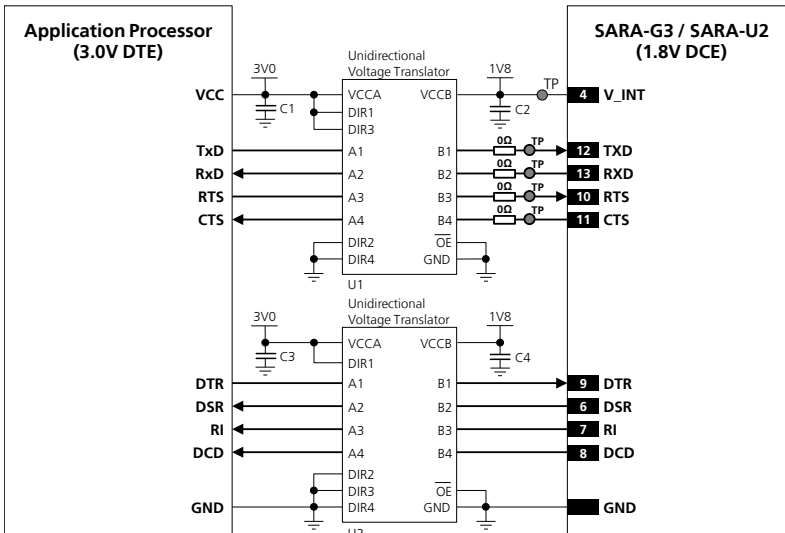 Application Processor
(3.0V DTE)
SARA-G3 / SARA-U2
(1.8V DCE)
Unidirectional
Voltage Translator
3V0
1V8
TP
VCC
VCCA
VCCB
4 V_INT
C1
DIR1
C2
DIR3
0Ω TP
TxD
A1
B1
12 TXD
0Ω TP
RxD
A2
B2
13 RXD
0Ω TP
RTS
A3
B3
10 RTS
0Ω TP
CTS
A4
B4
11 CTS
DIR2
OE
DIR4
GND
U1
Unidirectional
Voltage Translator
3V0
1V8
VCCA
VCCB
C3
DIR1
C4
DTR
A1
B1
9 DTR
DSR
A2
B2
6 DSR
RI
A3
B3
7 RI
DCD
A4
B4
8 DCD
DIR2
DIR3
OE
GND
DIR4
GND
GND